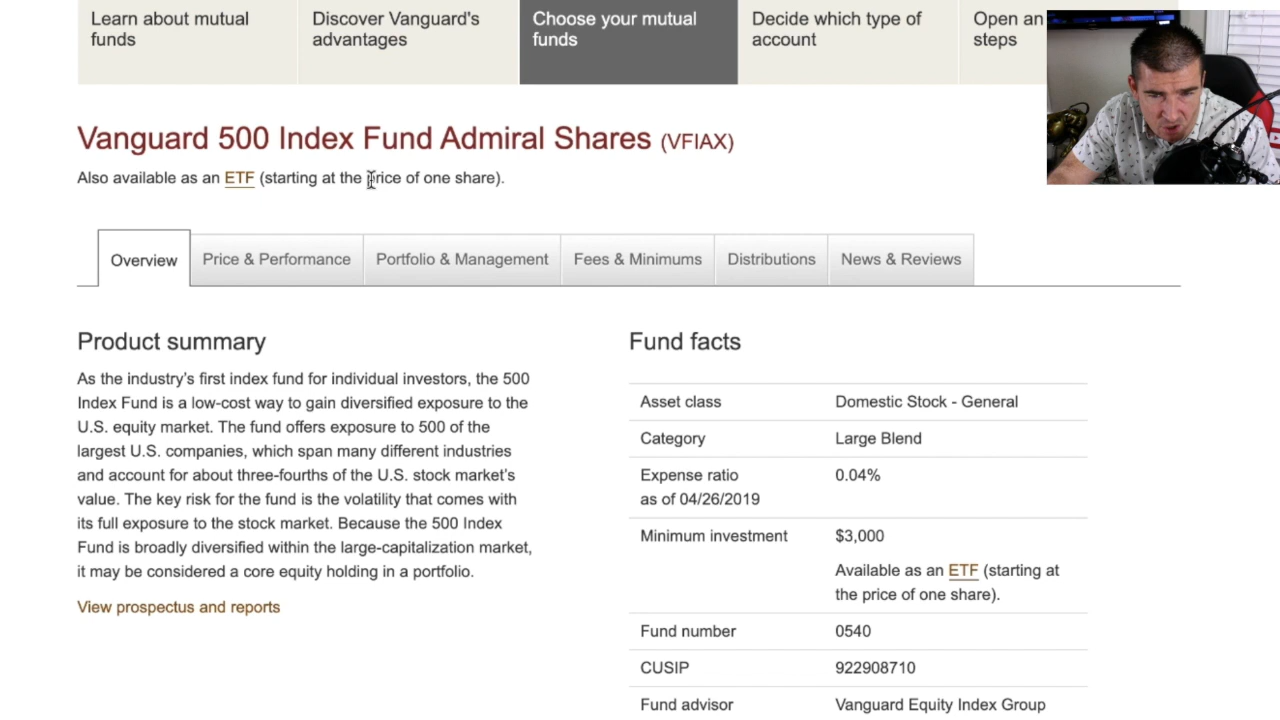 Learn about mutual
funds
Discover Vanguard's
advantages
Choose your mutual
funds
Decide which type of
account
Open an
steps
Vanguard 500 Index Fund Admiral Shares (VFIAX)
Also available as an ETF (starting at the price of one share).
Overview
Price & Performance
Portfolio & Management
Fees & Minimums
Distributions
News & Reviews
Product summary
As the industry's first index fund for individual investors, the 500
Index Fund is a low-cost way to gain diversified exposure to the
U.S. equity market. The fund offers exposure to 500 of the
largest U.S. companies, which span many different industries
and account for about three-fourths of the U.S. stock market's
value. The key risk for the fund is the volatility that comes with
its full exposure to the stock market. Because the 500 Index
Fund is broadly diversified within the large-capitalization market,
it may be considered a core equity holding in a portfolio.
View prospectus and reports
Fund facts
Asset class Domestic Stock - General
Category Large Blend
Expense ratio 0.04%
as of 04/26/2019
Minimum investment $3,000
Available as an ETF (starting at
the price of one share).
Fund number 0540
CUSIP 922908710
Fund advisor Vanguard Equity Index Group